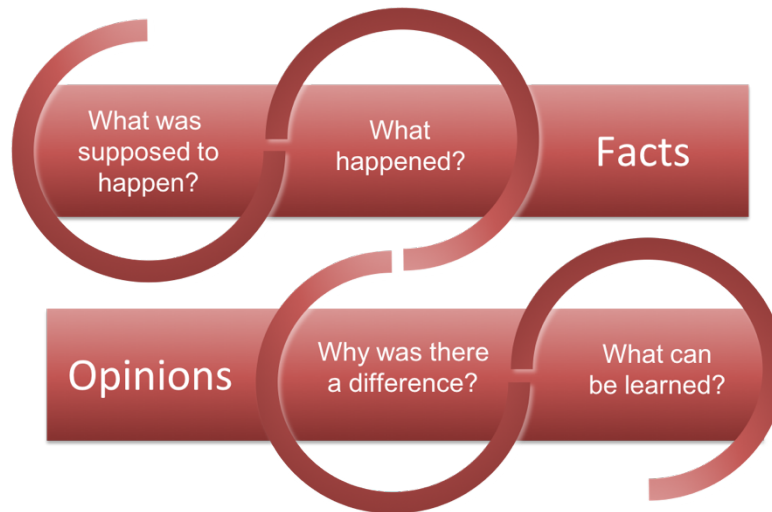 What was
supposed to
happen?
What
happened?
Facts
Opinions
Why was there
a difference?
What can
be learned?